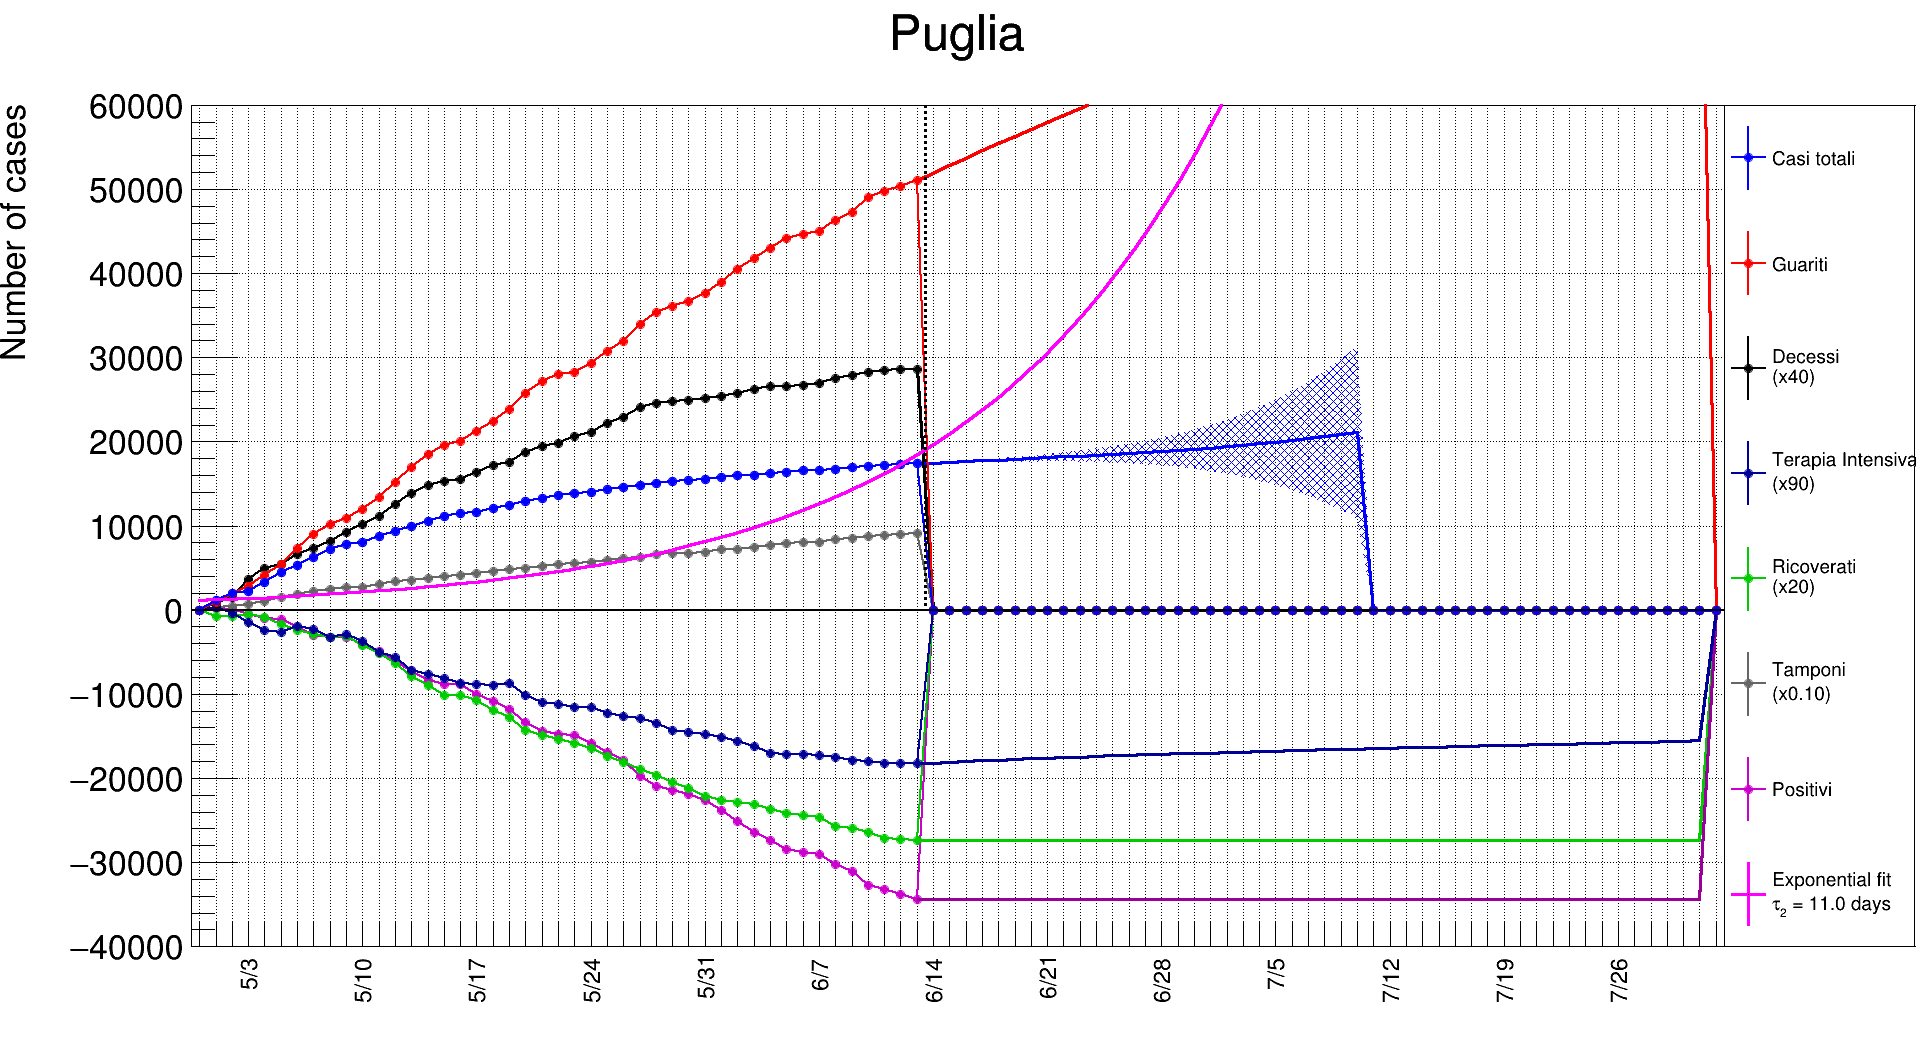 Puglia
Number of cases
60000
50000
40000
30000
20000
10000
0
−10000
−20000
−30000
−40000
5/3
5/10
5/17
5/24
5/31
6/7
6/14
6/21
6/28
7/5
7/12
7/19
7/26
Casi totali
Guariti
Decessi
(x40)
Terapia Intensiva
(x90)
Ricoverati
(x20)
Tamponi
(x0.10)
Positivi
Exponential fit
τ2 = 11.0 days